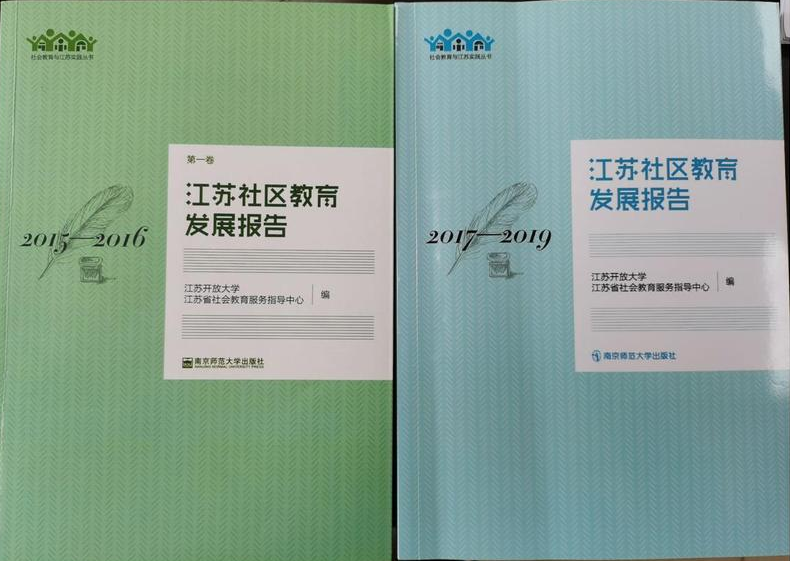 社会教育与江苏实践丛书
第一卷
江苏社区教育
发展报告
2015—2016
江苏开放大学
江苏省社会教育服务指导中心
编
南京师范大学出版社
NANJING NORMAL UNIVERSITY PRESS
社会教育与江苏实践丛书
江苏社区教育
发展报告
2017—2019
江苏开放大学
江苏省社会教育服务指导中心
编
南京师范大学出版社